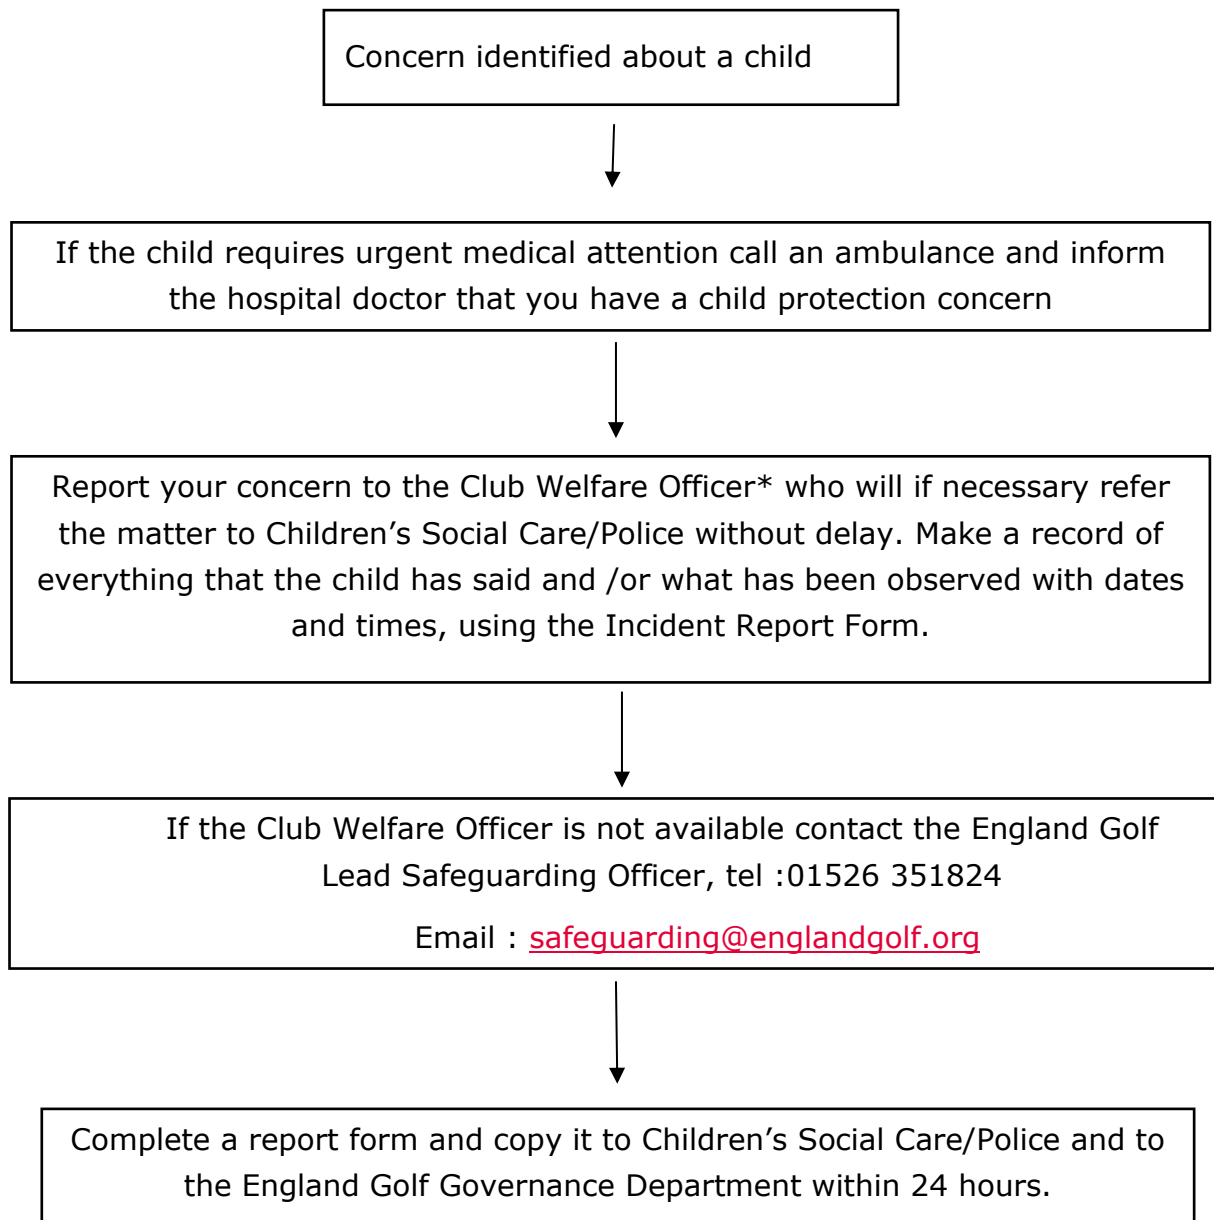 Concern identified about a child
If the child requires urgent medical attention call an ambulance and inform
the hospital doctor that you have a child protection concern
Report your concern to the Club Welfare Officer* who will if necessary refer
the matter to Children’s Social Care/Police without delay. Make a record of
everything that the child has said and /or what has been observed with dates
and times, using the Incident Report Form.
If the Club Welfare Officer is not available contact the England Golf
Lead Safeguarding Officer, tel :01526 351824
Email : safeguarding@englandgolf.org
Complete a report form and copy it to Children’s Social Care/Police and to
the England Golf Governance Department within 24 hours.